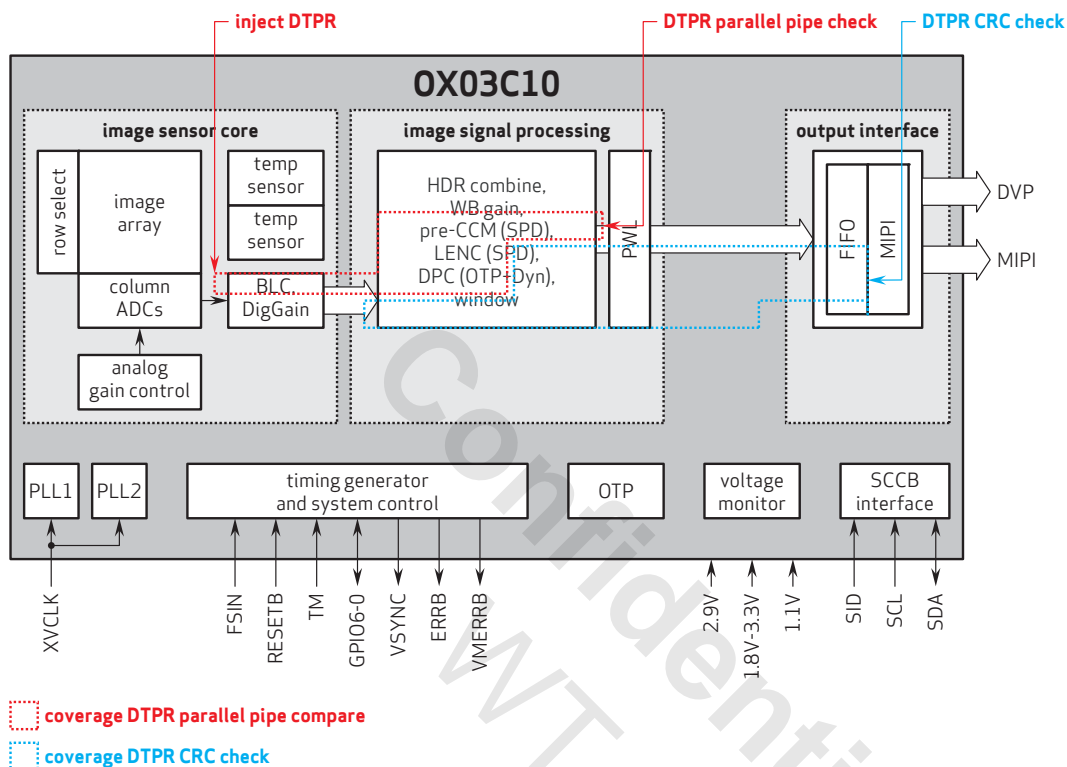 inject DTPR
DTPR parallel pipe check
DTPR CRC check
OX03C10
image sensor core
row select
image
array
temp
sensor
temp
sensor
column
ADCs
BLC
DigGain
analog
gain control
image signal processing
HDR combine,
WB gain,
pre-CCM (SPD),
LENC (SPD),
DPC (OTP+Dyn),
window
PWL
output interface
FIFO
MIPI
DVP
MIPI
PLL1
PLL2
timing generator
and system control
OTP
voltage
monitor
SCCB
interface
XVCLK
FSIN
RESETB
TM
GPIO6-0
VSYNC
ERRB
VMERRB
2.9V
1.8V-3.3V
1.1V
SID
SCL
SDA
coverage DTPR parallel pipe compare
coverage DTPR CRC check
Confidenti
WT